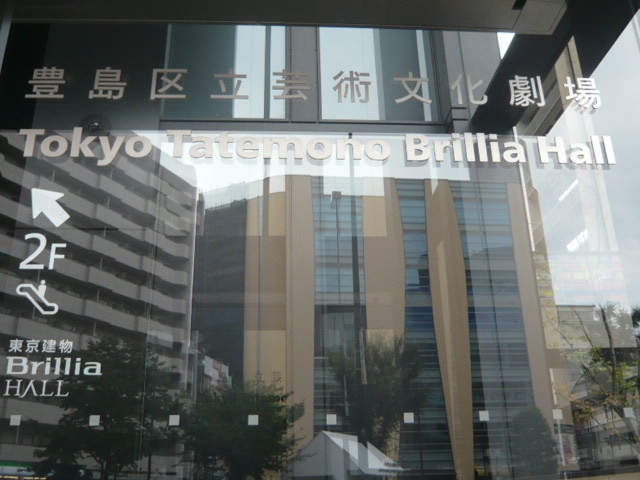 豊島区立芸術文化劇場
Tokyo Tatemono Brillia Hall
2F
東京建物
Brillia
HALL